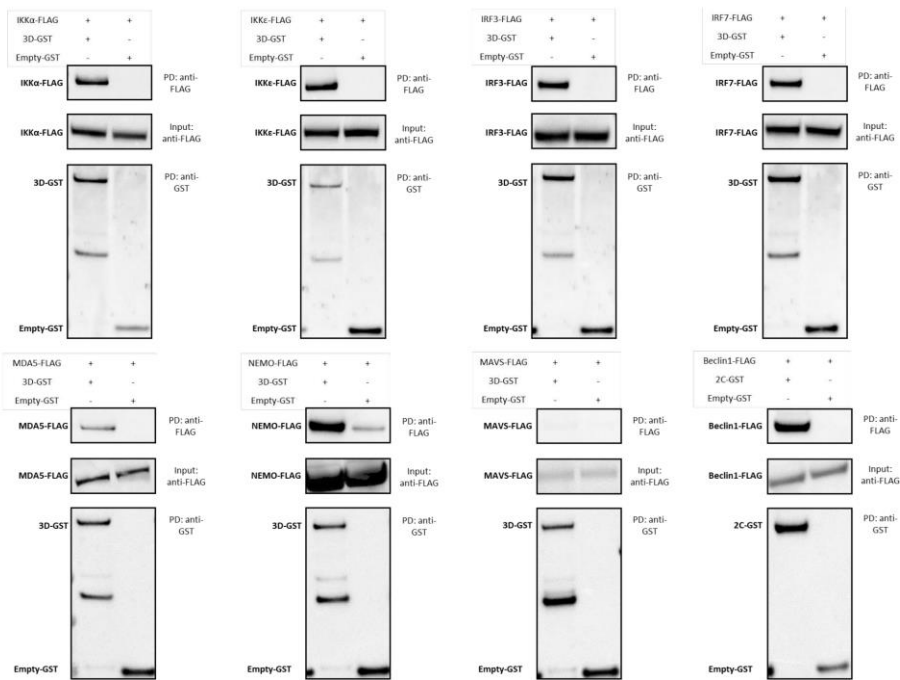 IKKα-FLAG + +
3D-GST + -
Empty-GST - +
IKKα-FLAG PD: anti-
FLAG
IKKα-FLAG Input:
anti-FLAG
3D-GST PD: anti-
GST
Empty-GST
IKKε-FLAG + +
3D-GST + -
Empty-GST - +
IKKε-FLAG PD: anti-
FLAG
IKKε-FLAG Input:
anti-FLAG
3D-GST PD: anti-
GST
Empty-GST
IRF3-FLAG + +
3D-GST + -
Empty-GST - +
IRF3-FLAG PD: anti-
FLAG
IRF3-FLAG Input:
anti-FLAG
3D-GST PD: anti-
GST
Empty-GST
IRF7-FLAG + +
3D-GST + -
Empty-GST - +
IRF7-FLAG PD: anti-
FLAG
IRF7-FLAG Input:
anti-FLAG
3D-GST PD: anti-
GST
Empty-GST
MDA5-FLAG + +
3D-GST + -
Empty-GST - +
MDA5-FLAG PD: anti-
FLAG
MDA5-FLAG Input:
anti-FLAG
3D-GST PD: anti-
GST
Empty-GST
NEMO-FLAG + +
3D-GST + -
Empty-GST - +
NEMO-FLAG PD: anti-
FLAG
NEMO-FLAG Input:
anti-FLAG
3D-GST PD: anti-
GST
Empty-GST
MAVS-FLAG + +
3D-GST + -
Empty-GST - +
MAVS-FLAG PD: anti-
FLAG
MAVS-FLAG Input:
anti-FLAG
3D-GST PD: anti-
GST
Empty-GST
Beclin1-FLAG + +
2C-GST + -
Empty-GST - +
Beclin1-FLAG PD: anti-
FLAG
Beclin1-FLAG Input:
anti-FLAG
2C-GST PD: anti-
GST
Empty-GST